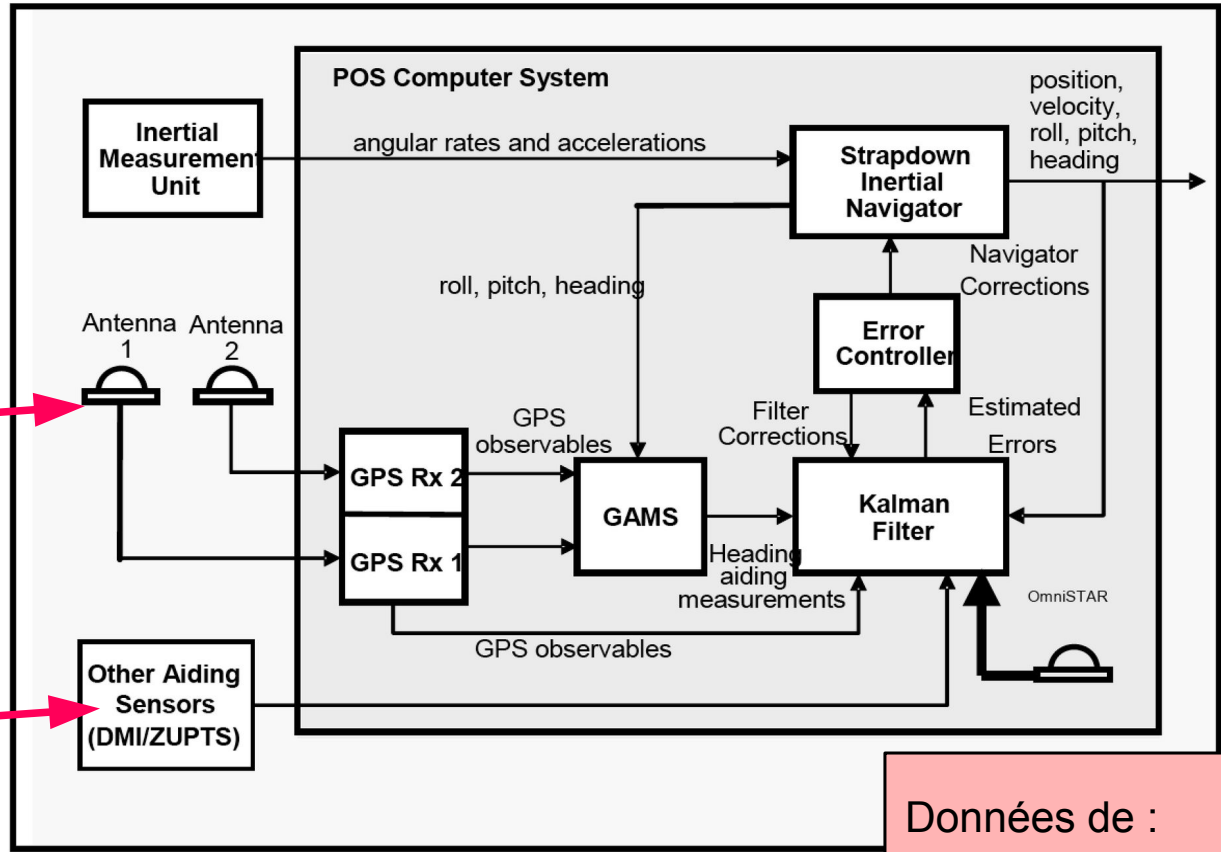 POS Computer System
position,
velocity,
roll, pitch,
heading
Inertial
Measurement
Unit
angular rates and accelerations
Strapdown
Inertial
Navigator
Navigator
Corrections
roll, pitch, heading
Antenna
1
Antenna
2
Error
Controller
GPS
observables
Filter
Corrections
Estimated
Errors
GPS Rx 2
GPS Rx 1
GAMS
Kalman
Filter
Heading
aiding
measurements
OmniSTAR
GPS observables
Other Aiding
Sensors
(DMI/ZUPTS)
Données de :